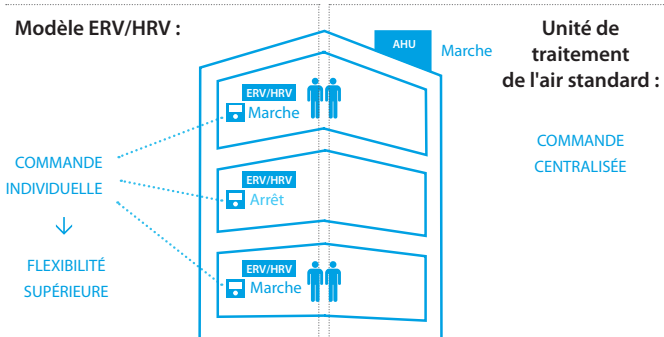 Modèle ERV/HRV :
AHU
Marche
Unité de
traitement
de l'air standard :
COMMANDE
CENTRALISÉE
ERV/HRV
Marche
ERV/HRV
Arrêt
ERV/HRV
Marche
COMMANDE
INDIVIDUELLE
↓
FLEXIBILITÉ
SUPÉRIEURE